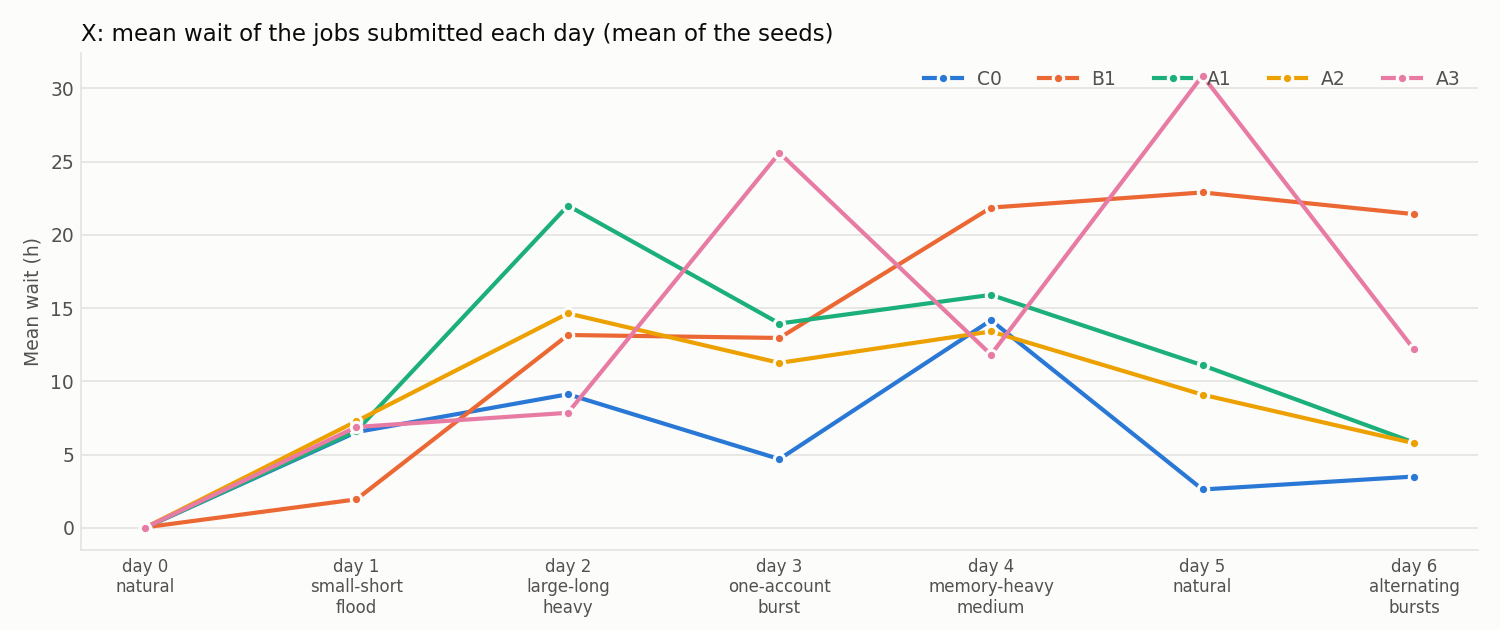 X: mean wait of the jobs submitted each day (mean of the seeds)
C0 B1 A1 A2 A3
Mean wait (h)
30
25
20
15
10
5
0
day 0 day 1 day 2 day 3 day 4 day 5 day 6
natural small-short large-long one-account memory-heavy natural alternating
flood heavy burst medium bursts